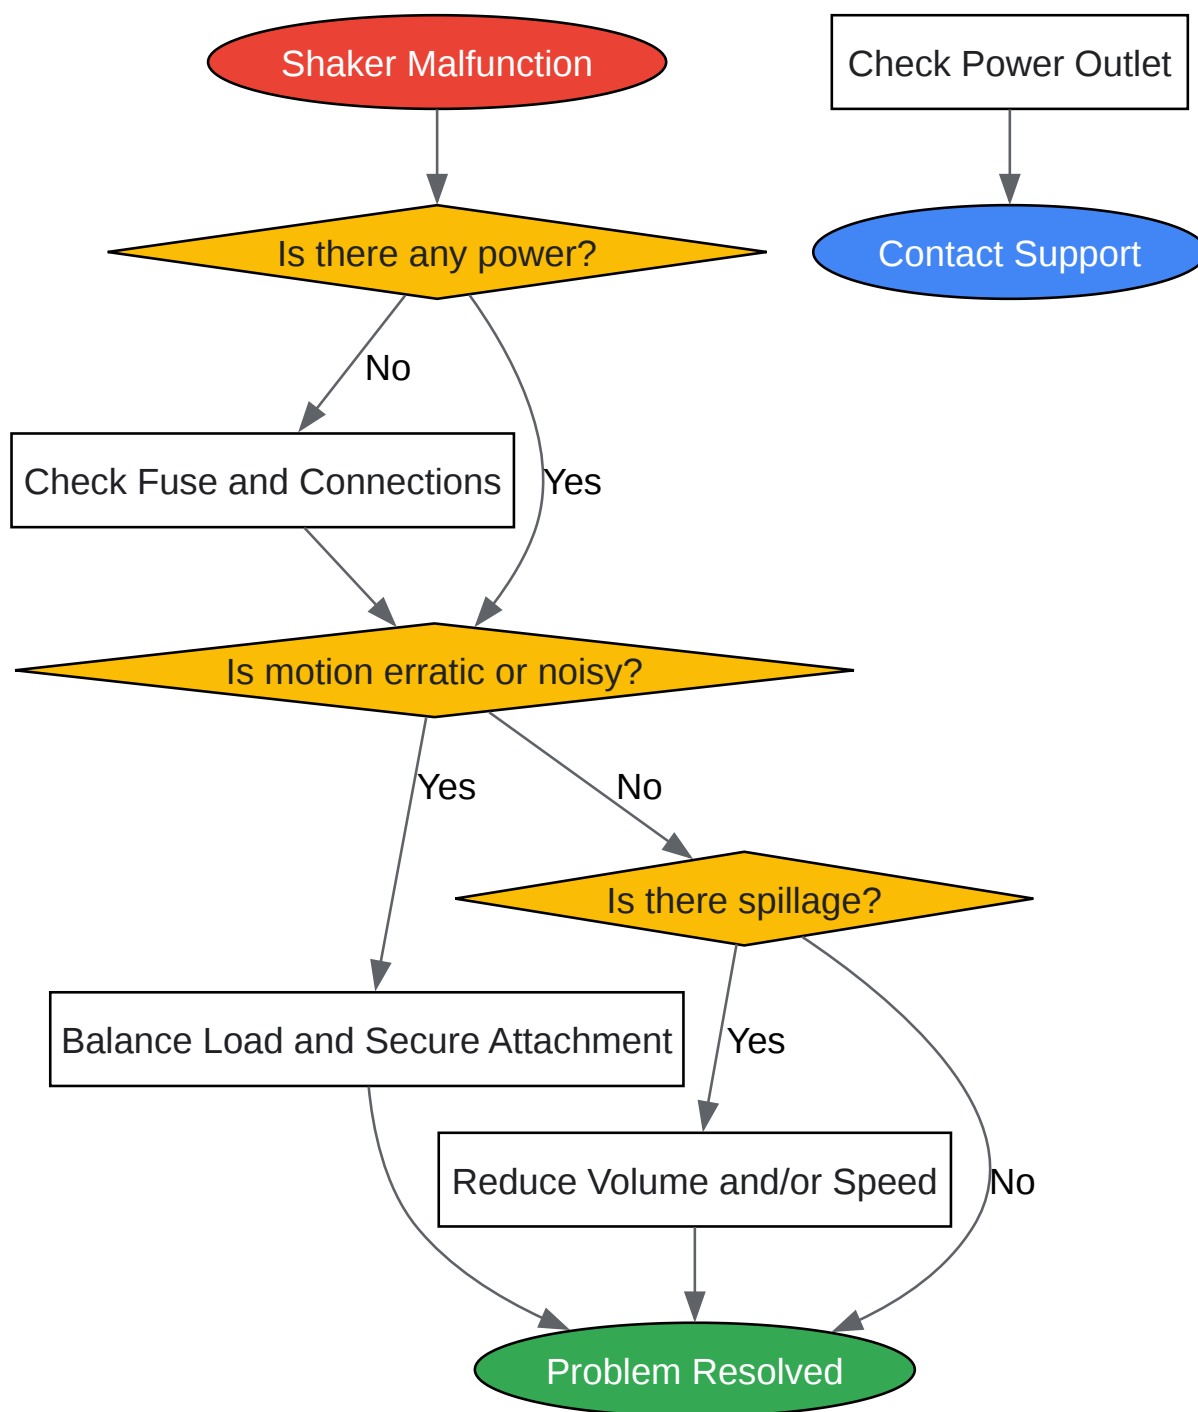 Shaker Malfunction
Check Power Outlet
Is there any power?
Contact Support
No
Check Fuse and Connections
Yes
Is motion erratic or noisy?
Yes
No
Is there spillage?
Balance Load and Secure Attachment
Yes
Reduce Volume and/or Speed
No
Problem Resolved